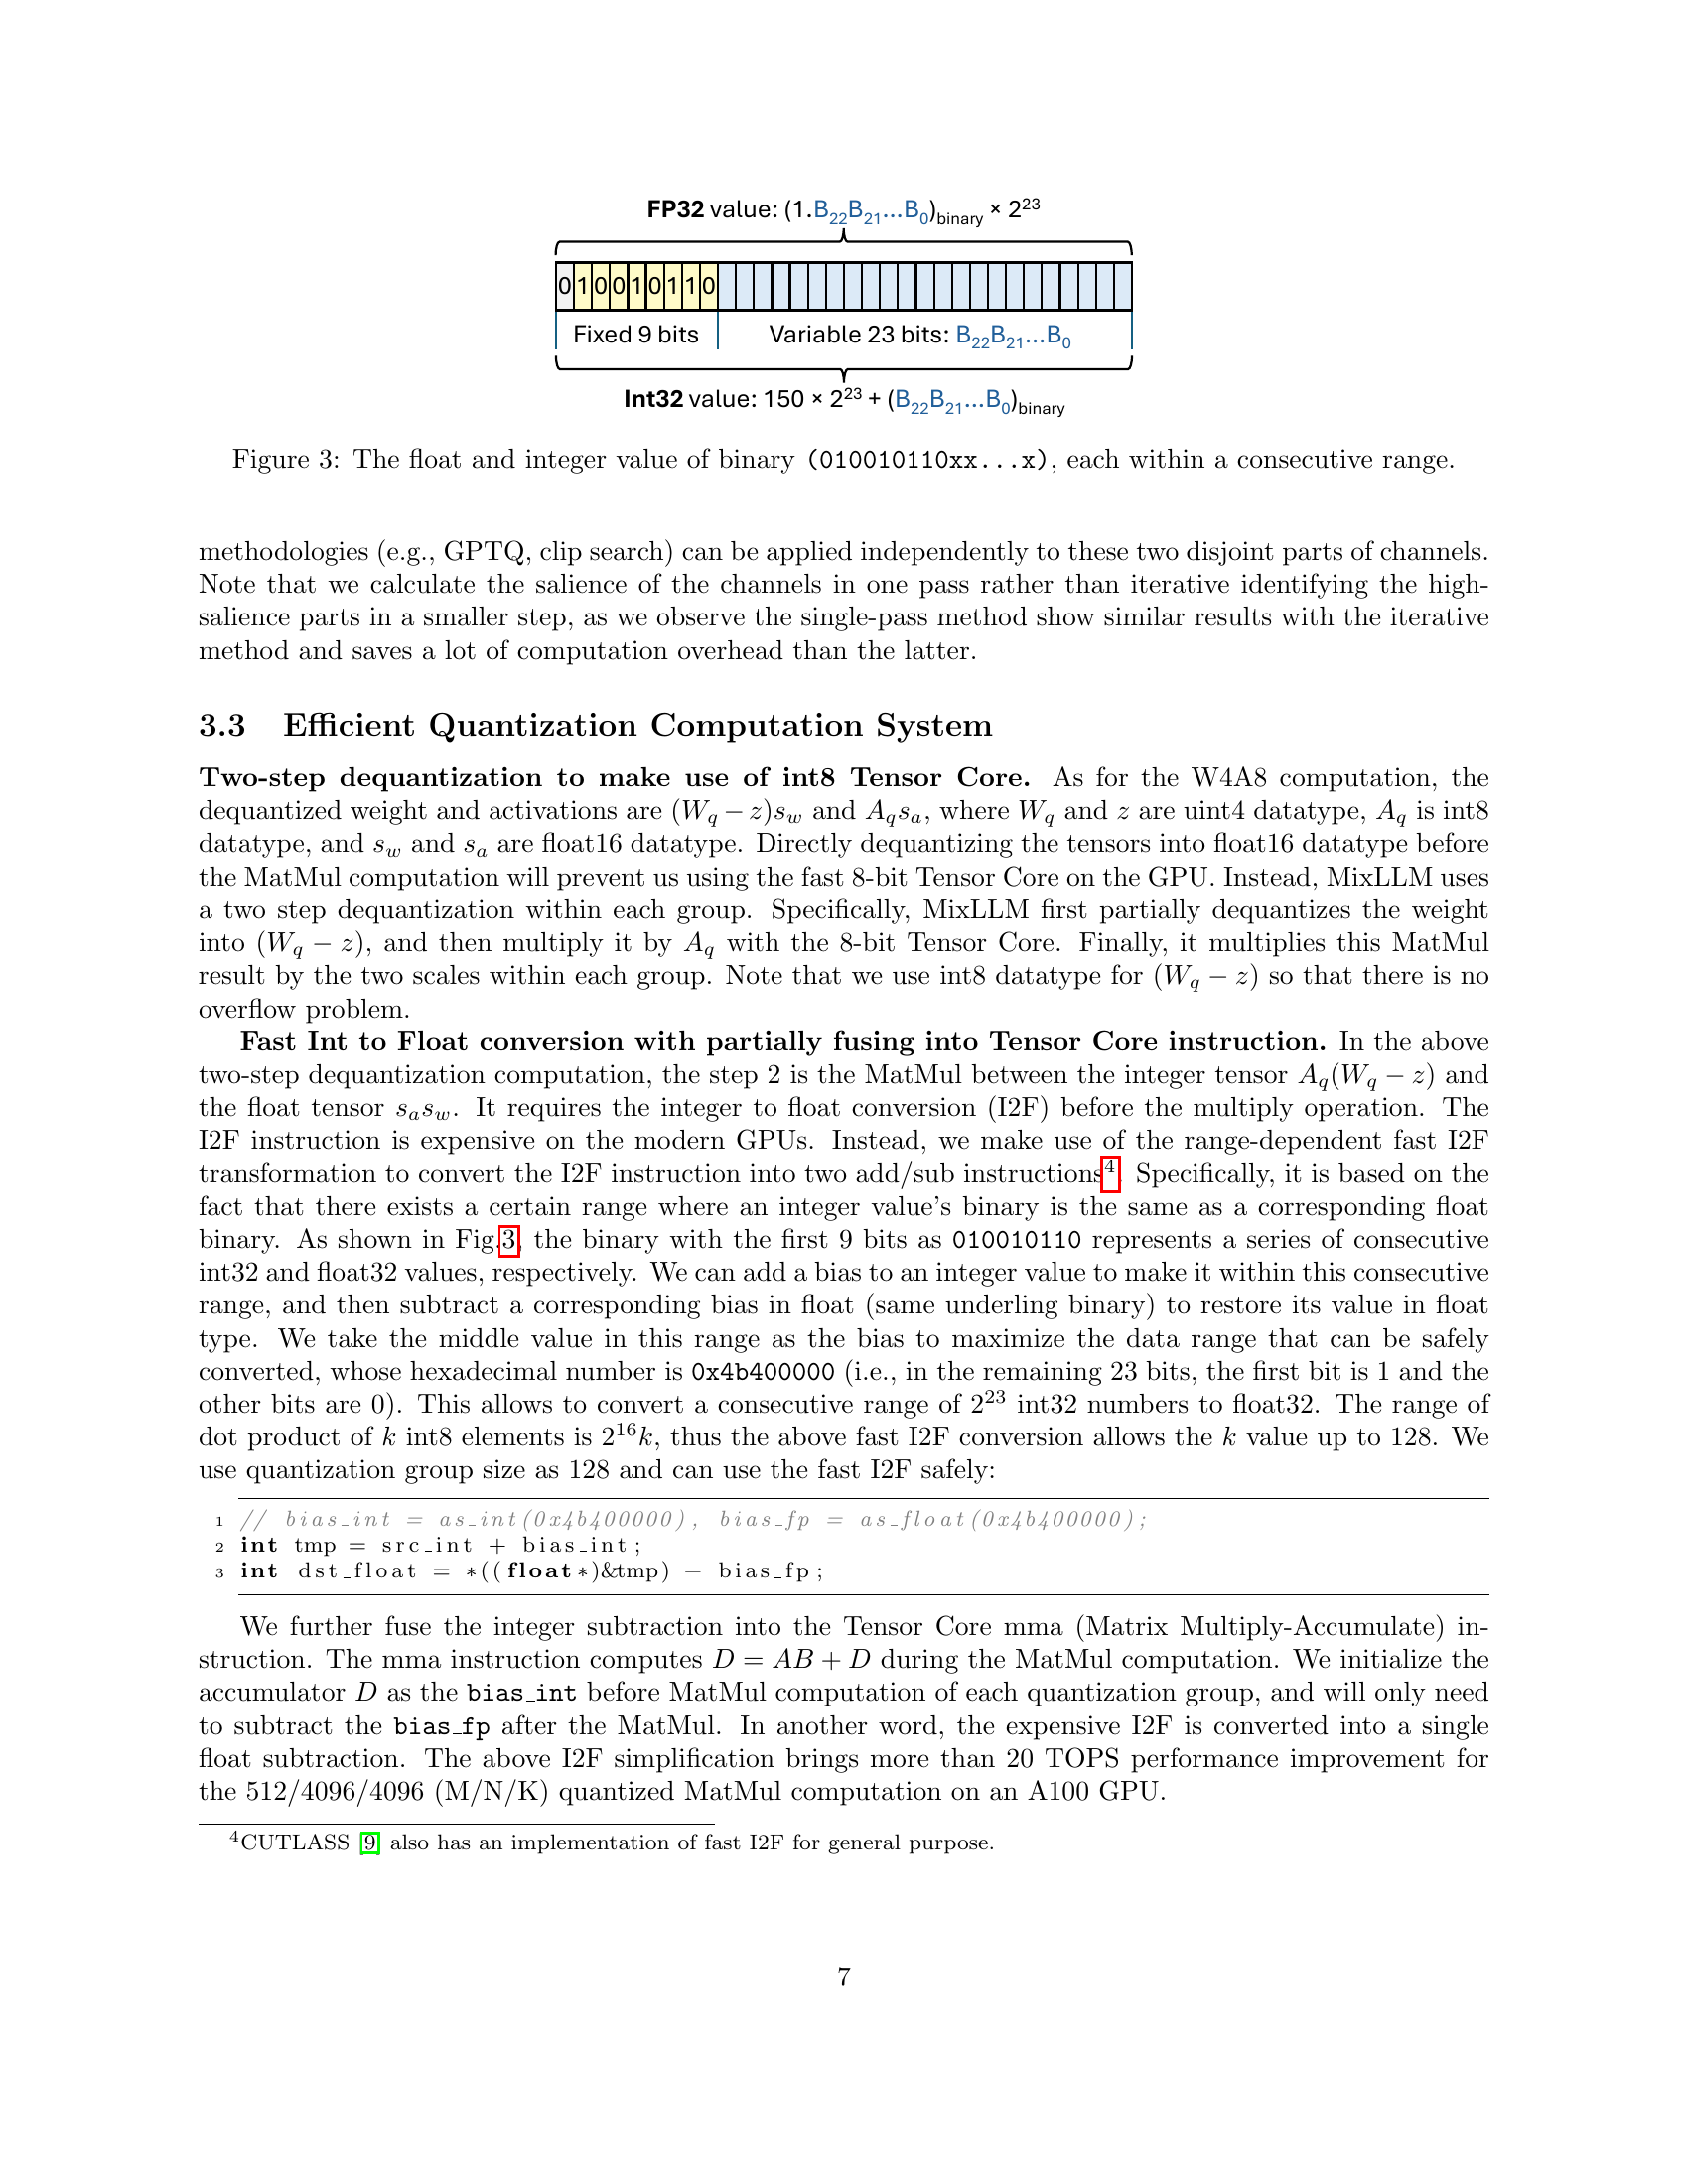 FP32 value: (1.B₂₂B₂₁...B₀)binary × 2²³
0 1 0 0 1 0 1 1 0
Fixed 9 bits Variable 23 bits: B₂₂B₂₁...B₀
Int32 value: 150 × 2²³ + (B₂₂B₂₁...B₀)binary
Figure 3: The float and integer value of binary (010010110xx...x), each within a consecutive range.
methodologies (e.g., GPTQ, clip search) can be applied independently to these two disjoint parts of channels.
Note that we calculate the salience of the channels in one pass rather than iterative identifying the high-
salience parts in a smaller step, as we observe the single-pass method show similar results with the iterative
method and saves a lot of computation overhead than the latter.
3.3 Efficient Quantization Computation System
Two-step dequantization to make use of int8 Tensor Core. As for the W4A8 computation, the
dequantized weight and activations are (W_q − z)s_w and A_q s_a, where W_q and z are uint4 datatype, A_q is int8
datatype, and s_w and s_a are float16 datatype. Directly dequantizing the tensors into float16 datatype before
the MatMul computation will prevent us using the fast 8-bit Tensor Core on the GPU. Instead, MixLLM uses
a two step dequantization within each group. Specifically, MixLLM first partially dequantizes the weight
into (W_q − z), and then multiply it by A_q with the 8-bit Tensor Core. Finally, it multiplies this MatMul
result by the two scales within each group. Note that we use int8 datatype for (W_q − z) so that there is no
overflow problem.
Fast Int to Float conversion with partially fusing into Tensor Core instruction. In the above
two-step dequantization computation, the step 2 is the MatMul between the integer tensor A_q(W_q − z) and
the float tensor s_a s_w. It requires the integer to float conversion (I2F) before the multiply operation. The
I2F instruction is expensive on the modern GPUs. Instead, we make use of the range-dependent fast I2F
transformation to convert the I2F instruction into two add/sub instructions⁴. Specifically, it is based on the
fact that there exists a certain range where an integer value's binary is the same as a corresponding float
binary. As shown in Fig.3, the binary with the first 9 bits as 010010110 represents a series of consecutive
int32 and float32 values, respectively. We can add a bias to an integer value to make it within this consecutive
range, and then subtract a corresponding bias in float (same underling binary) to restore its value in float
type. We take the middle value in this range as the bias to maximize the data range that can be safely
converted, whose hexadecimal number is 0x4b400000 (i.e., in the remaining 23 bits, the first bit is 1 and the
other bits are 0). This allows to convert a consecutive range of 2²³ int32 numbers to float32. The range of
dot product of k int8 elements is 2¹⁶k, thus the above fast I2F conversion allows the k value up to 128. We
use quantization group size as 128 and can use the fast I2F safely:
1 // bias_int = as_int(0x4b400000), bias_fp = as_float(0x4b400000);
2 int tmp = src_int + bias_int;
3 int dst_float = *((float*)&tmp) − bias_fp;
We further fuse the integer subtraction into the Tensor Core mma (Matrix Multiply-Accumulate) in-
struction. The mma instruction computes D = AB + D during the MatMul computation. We initialize the
accumulator D as the bias_int before MatMul computation of each quantization group, and will only need
to subtract the bias_fp after the MatMul. In another word, the expensive I2F is converted into a single
float subtraction. The above I2F simplification brings more than 20 TOPS performance improvement for
the 512/4096/4096 (M/N/K) quantized MatMul computation on an A100 GPU.
⁴CUTLASS [9] also has an implementation of fast I2F for general purpose.
7